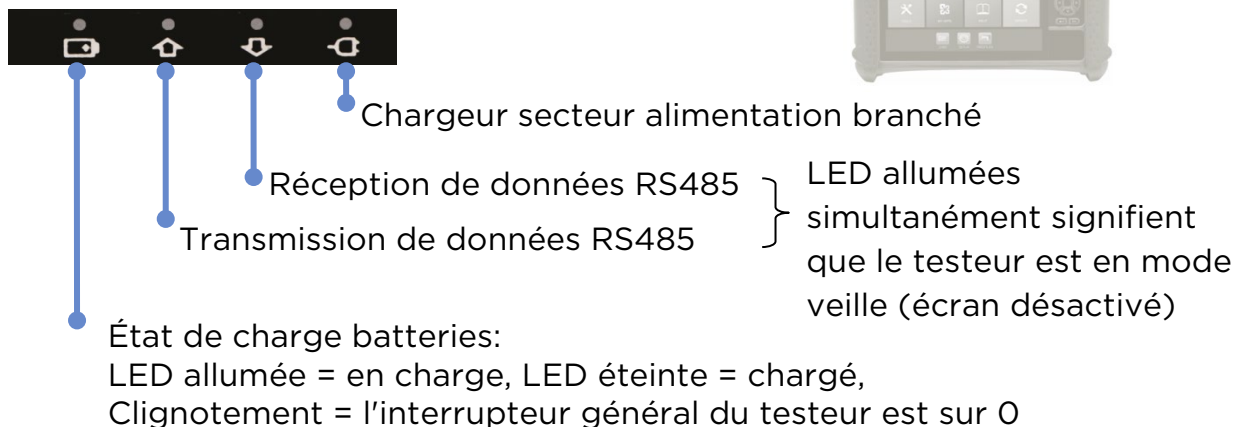 Chargeur secteur alimentation branché
Réception de données RS485
Transmission de données RS485
LED allumées
simultanément signifient
que le testeur est en mode
veille (écran désactivé)
État de charge batteries:
LED allumée = en charge, LED éteinte = chargé,
Clignotement = l'interrupteur général du testeur est sur 0